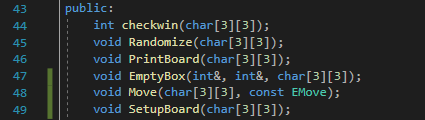 43 public:
44 int checkwin(char[3][3]);
45 void Randomize(char[3][3]);
46 void PrintBoard(char[3][3]);
47 void EmptyBox(int&, int&, char[3][3]);
48 void Move(char[3][3], const EMove);
49 void SetupBoard(char[3][3]);